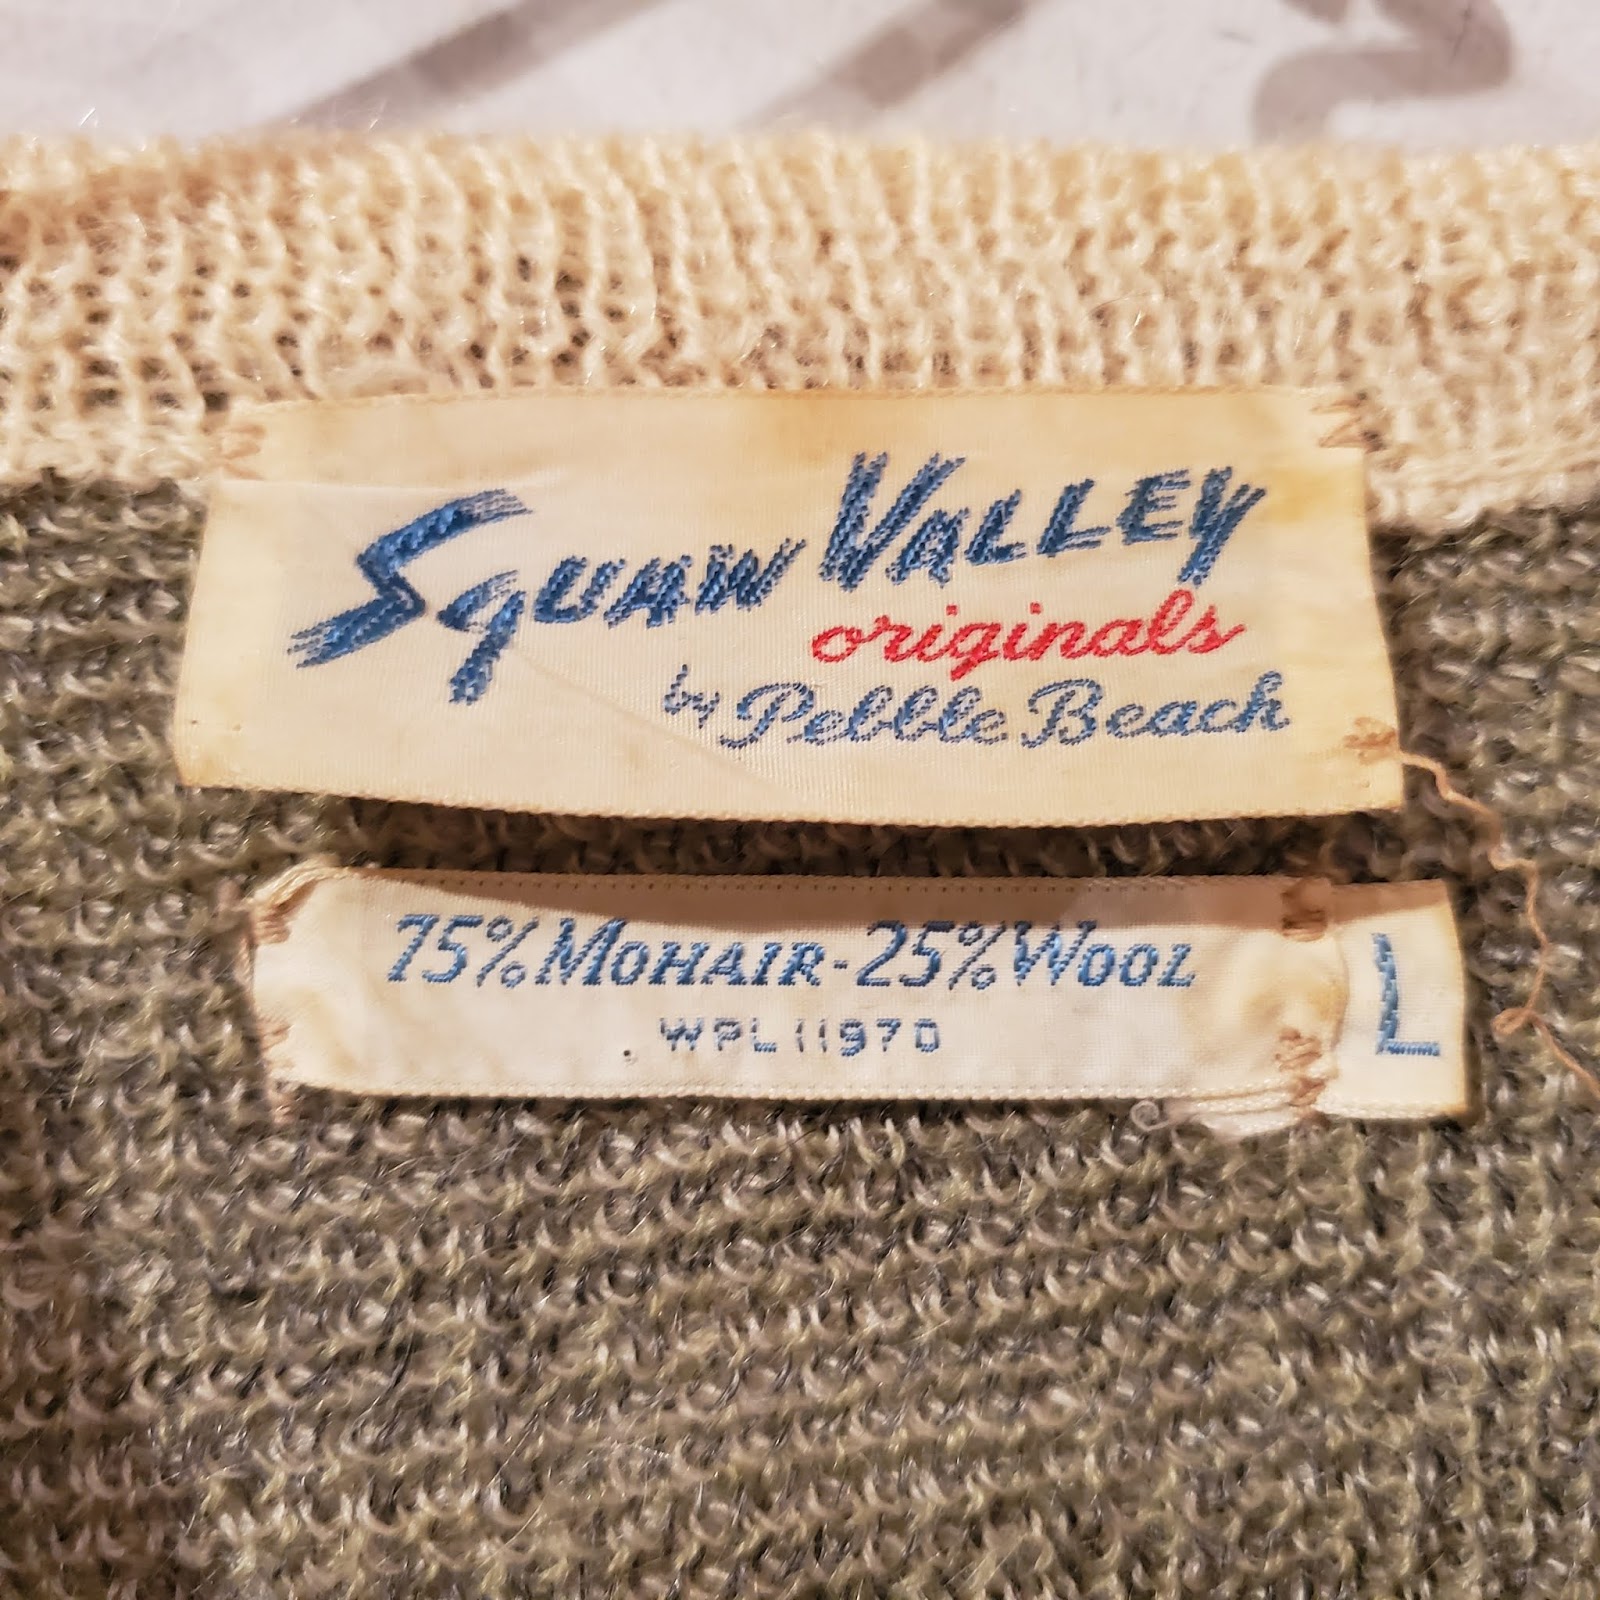 Squaw Valley
originals
by Pebble Beach
75% Mohair - 25% Wool
WPL 11970
L